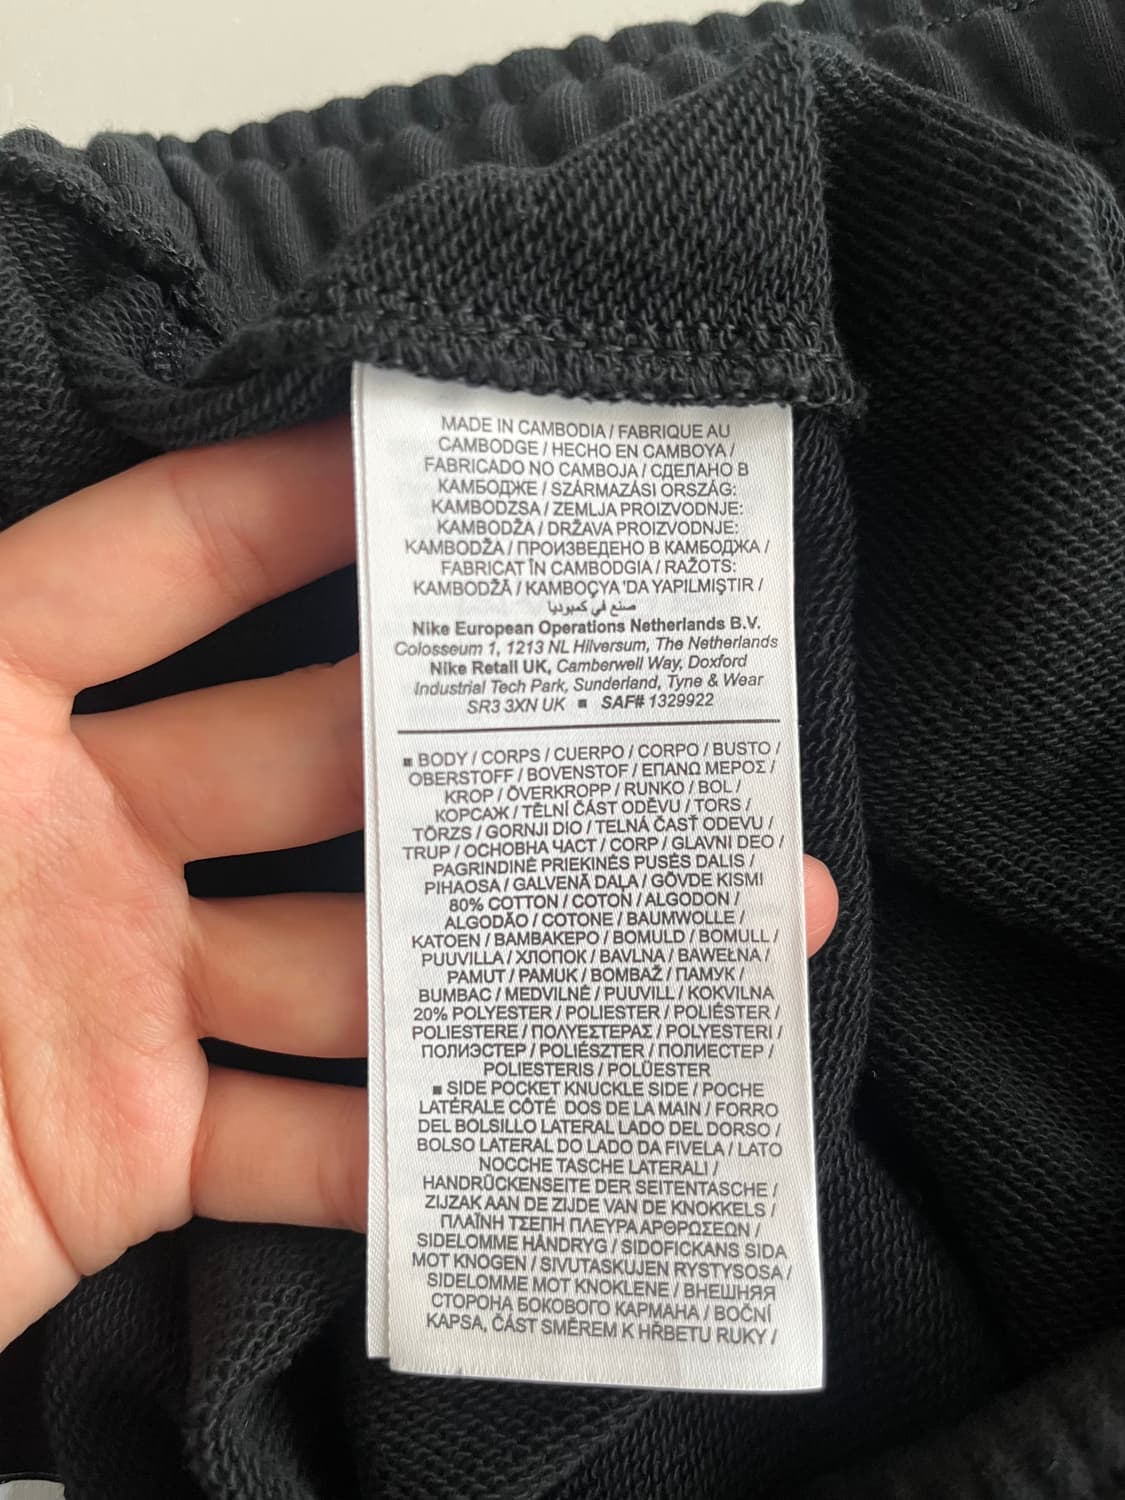 MADE IN CAMBODIA / FABRIQUE AU
CAMBODGE / HECHO EN CAMBOYA /
FABRICADO NO CAMBOJA / СДЕЛАНО В
КАМБОДЖЕ / SZÁRMAZÁSI ORSZÁG:
KAMBODZSA / ZEMLJA PROIZVODNJE:
KAMBODŽA / DRŽAVA PROIZVODNJE:
KAMBODŽA / ПРОИЗВЕДЕНО В КАМБОДЖА /
FABRICAT ÎN CAMBODGIA / RAŽOTS:
KAMBODŽĀ / KAMBOÇYA 'DA YAPILMIŞTIR /
صنع في كمبوديا
Nike European Operations Netherlands B.V.
Colosseum 1, 1213 NL Hilversum, The Netherlands
Nike Retail UK, Camberwell Way, Doxford
Industrial Tech Park, Sunderland, Tyne & Wear
SR3 3XN UK ■ SAF# 1329922
■ BODY / CORPS / CUERPO / CORPO / BUSTO /
OBERSTOFF / BOVENSTOF / ΕΠΑΝΩ ΜΕΡΟΣ /
KROP / ÖVERKROPP / RUNKO / BOL /
КОРСАЖ / TĚLNÍ ČÁST ODĚVU / TORS /
TÖRZS / GORNJI DIO / TELNÁ ČASŤ ODEVU /
TRUP / ОСНОВНА ЧАСТ / CORP / GLAVNI DEO /
PAGRINDINĖ PRIEKINĖS PUSĖS DALIS /
PIHAOSA / GALVENĀ DAĻA / GÖVDE KISMI
80% COTTON / COTON / ALGODON /
ALGODÃO / COTONE / BAUMWOLLE /
KATOEN / ΒΑΜΒΑΚΕΡΟ / BOMULD / BOMULL /
PUUVILLA / ХЛОПОК / BAVLNA / BAWEŁNA /
PAMUT / PAMUK / BOMBAŽ / ПАМУК /
BUMBAC / MEDVILNĖ / PUUVILL / KOKVILNA
20% POLYESTER / POLIESTER / POLIÉSTER /
POLIESTERE / ΠΟΛΥΕΣΤΕΡΑΣ / POLYESTERI /
ПОЛИЭСТЕР / POLIÉSZTER / ПОЛИЕСТЕР /
POLIESTERIS / POLÜESTER
■ SIDE POCKET KNUCKLE SIDE / POCHE
LATÉRALE CÔTÉ DOS DE LA MAIN / FORRO
DEL BOLSILLO LATERAL LADO DEL DORSO /
BOLSO LATERAL DO LADO DA FIVELA / LATO
NOCCHE TASCHE LATERALI /
HANDRÜCKENSEITE DER SEITENTASCHE /
ZIJZAK AAN DE ZIJDE VAN DE KNOKKELS /
ΠΛΑΪΝΗ ΤΣΕΠΗ ΠΛΕΥΡΑ ΑΡΘΡΩΣΕΩΝ /
SIDELOMME HÅNDRYG / SIDOFICKANS SIDA
MOT KNOGEN / SIVUTASKUJEN RYSTYSOSA /
SIDELOMME MOT KNOKLENE / ВНЕШНЯЯ
СТОРОНА БОКОВОГО КАРМАНА / BOČNÍ
KAPSA, ČÁST SMĚREM K HŘBETU RUKY /